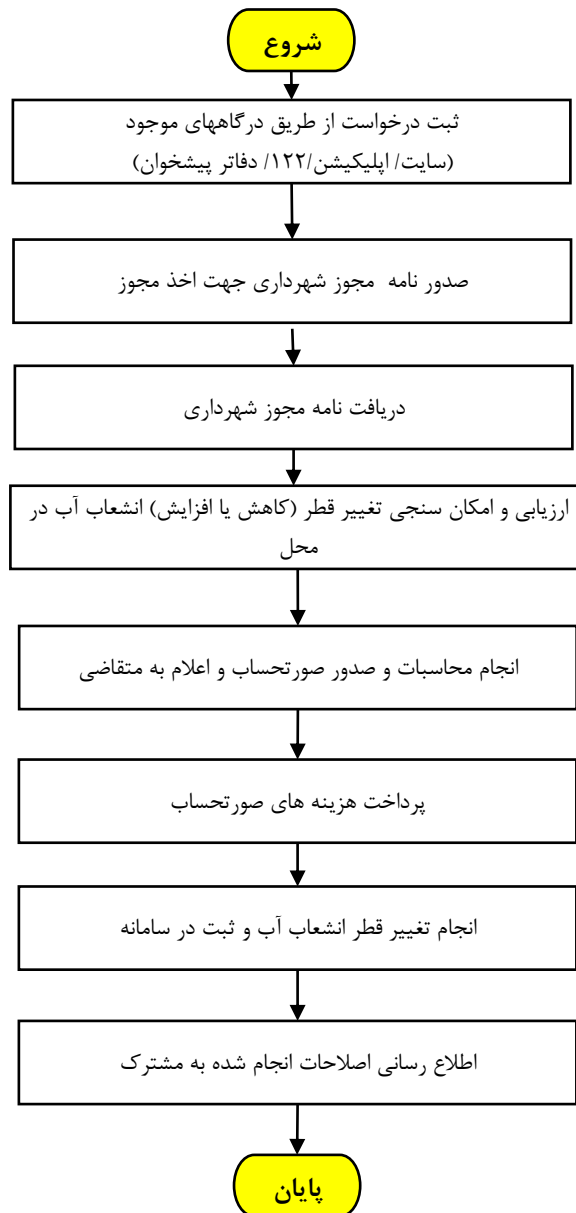 شروع
ثبت درخواست از طریق درگاههای موجود
(سایت/ اپلیکیشن/۱۲۲/ دفاتر پیشخوان)
صدور نامه مجوز شهرداری جهت اخذ مجوز
دریافت نامه مجوز شهرداری
ارزیابی و امکان سنجی تغییر قطر (کاهش یا افزایش) انشعاب آب در
محل
انجام محاسبات و صدور صورتحساب و اعلام به متقاضی
پرداخت هزینه های صورتحساب
انجام تغییر قطر انشعاب آب و ثبت در سامانه
اطلاع رسانی اصلاحات انجام شده به مشترک
پایان